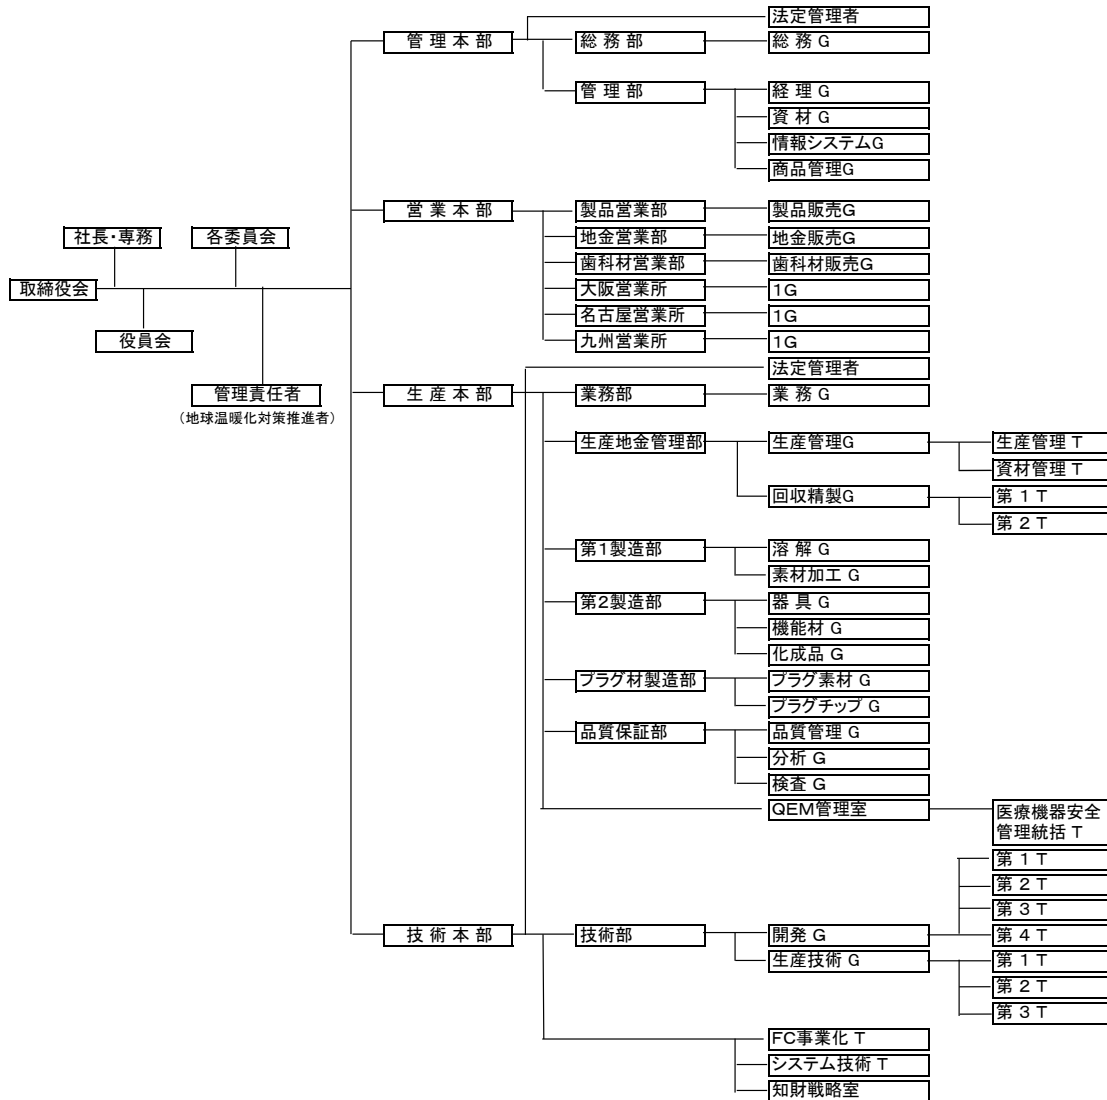 法定管理者
管 理 本 部
総 務 部
総 務 G
管 理 部
経 理 G
資 材 G
情報システムG
商品管理G
営 業 本 部
製品営業部
製品販売G
社長・専務
各委員会
地金営業部
地金販売G
歯科材営業部
歯科材販売G
取締役会
大阪営業所
1G
名古屋営業所
1G
役員会
九州営業所
1G
法定管理者
管理責任者
(地球温暖化対策推進者)
生 産 本 部
業務部
業 務 G
生産地金管理部
生産管理G
生産管理 T
資材管理 T
回収精製G
第 1 T
第 2 T
第1製造部
溶 解 G
素材加工 G
第2製造部
器 具 G
機能材 G
化成品 G
プラグ材製造部
プラグ素材 G
プラグチップ G
品質保証部
品質管理 G
分析 G
検査 G
QEM管理室
医療機器安全
管理統括 T
第 1 T
第 2 T
第 3 T
技 術 本 部
技術部
開発 G
第 4 T
生産技術 G
第 1 T
第 2 T
第 3 T
FC事業化 T
システム技術 T
知財戦略室